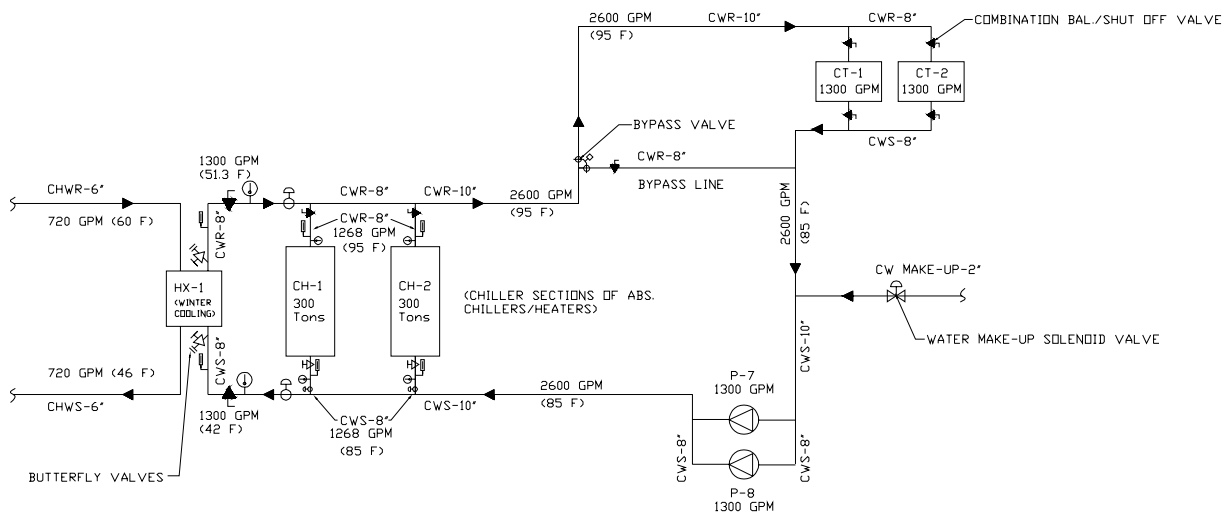 2600 GPM
(95 F)
CWR-10"
CWR-8"
COMBINATION BAL./SHUT OFF VALVE
CT-1
1300 GPM
CT-2
1300 GPM
CWS-8"
BYPASS VALVE
CWR-8"
BYPASS LINE
2600 GPM
(85 F)
1300 GPM
(51.3 F)
CHWR-6"
720 GPM (60 F)
CWR-8"
CWR-8"
CWR-10"
2600 GPM
(95 F)
CWR-8"
1268 GPM
(95 F)
HX-1
(WINTER
COOLING)
CH-1
300
Tons
CH-2
300
Tons
(CHILLER SECTIONS OF ABS.
CHILLERS/HEATERS)
CW MAKE-UP-2"
WATER MAKE-UP SOLENOID VALVE
CWS-10"
CWS-8"
720 GPM (46 F)
CHWS-6"
1300 GPM
(42 F)
CWS-8"
1268 GPM
(85 F)
CWS-10"
2600 GPM
(85 F)
P-7
1300 GPM
CWS-8"
CWS-8"
P-8
1300 GPM
BUTTERFLY VALVES